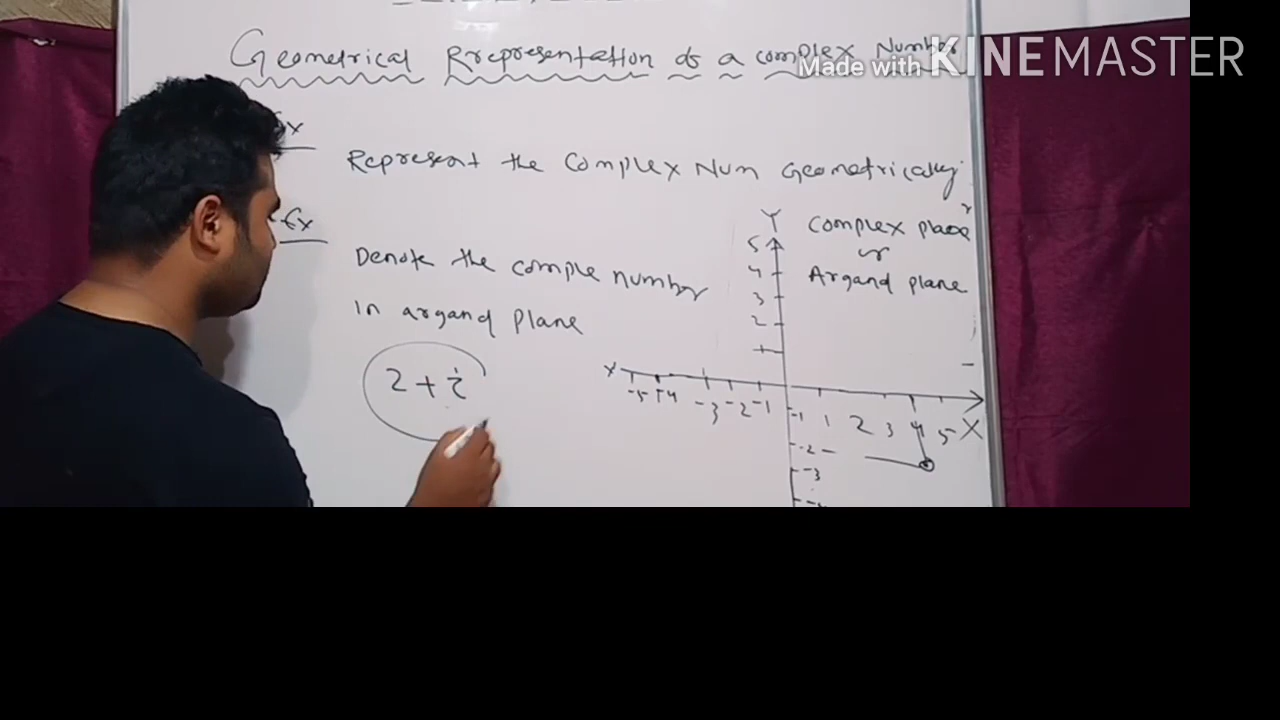 Geometrical Rrepresentation of a complex Number
Made with KINEMASTER
Ex
Represent the Complex Num Geometrically.
Ex
Denote the comple number
in argand plane
2 + i
Y
Complex plane
or
Argand plane
5
4
3
2
X
-5 -4 -3 -2 -1
1 2 3 4 5 X
-1
-2
-3